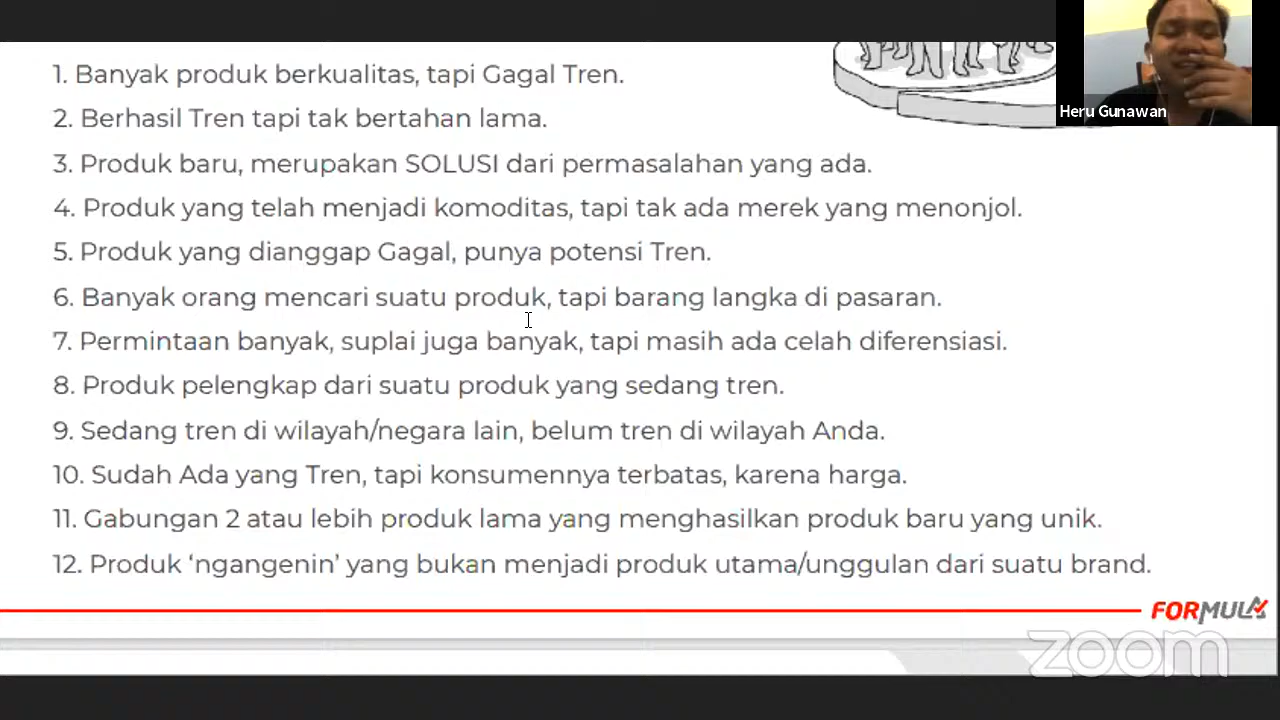 1. Banyak produk berkualitas, tapi Gagal Tren.
2. Berhasil Tren tapi tak bertahan lama.
3. Produk baru, merupakan SOLUSI dari permasalahan yang ada.
4. Produk yang telah menjadi komoditas, tapi tak ada merek yang menonjol.
5. Produk yang dianggap Gagal, punya potensi Tren.
6. Banyak orang mencari suatu produk, tapi barang langka di pasaran.
7. Permintaan banyak, suplai juga banyak, tapi masih ada celah diferensiasi.
8. Produk pelengkap dari suatu produk yang sedang tren.
9. Sedang tren di wilayah/negara lain, belum tren di wilayah Anda.
10. Sudah Ada yang Tren, tapi konsumennya terbatas, karena harga.
11. Gabungan 2 atau lebih produk lama yang menghasilkan produk baru yang unik.
12. Produk ‘ngangenin’ yang bukan menjadi produk utama/unggulan dari suatu brand.
Heru Gunawan
FORMULA
zoom